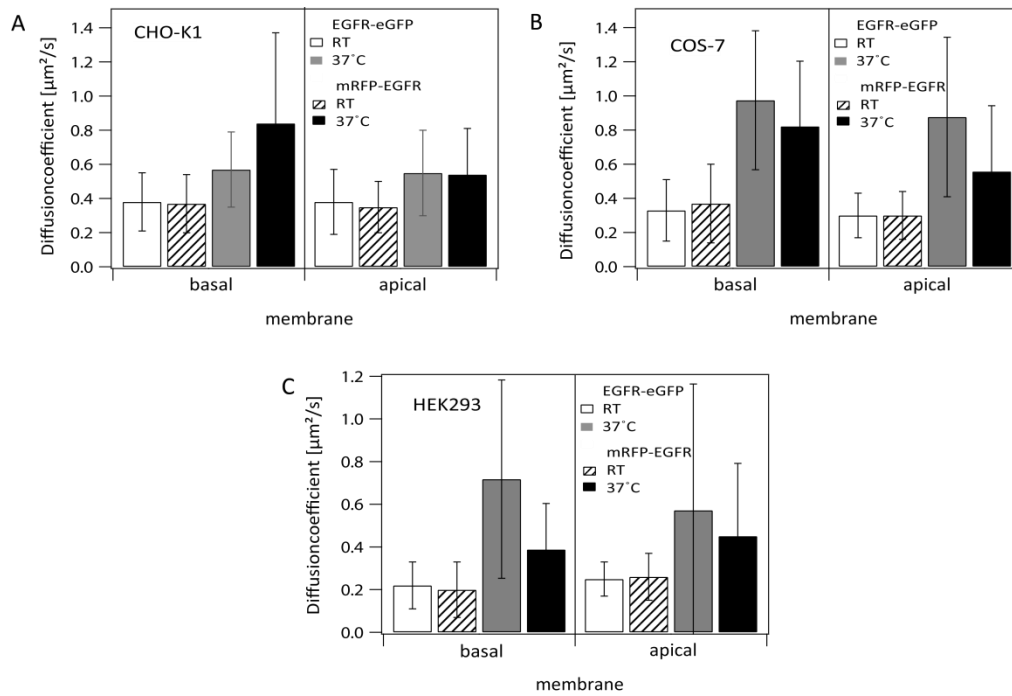 A
CHO-K1
EGFR-eGFP
RT
37°C
mRFP-EGFR
RT
37°C
Diffusioncoefficient [µm²/s]
1.4
1.2
1.0
0.8
0.6
0.4
0.2
0.0
basal
apical
membrane
B
COS-7
EGFR-eGFP
RT
37°C
mRFP-EGFR
RT
37°C
Diffusioncoefficient [µm²/s]
1.4
1.2
1.0
0.8
0.6
0.4
0.2
0.0
basal
apical
membrane
C
HEK293
EGFR-eGFP
RT
37°C
mRFP-EGFR
RT
37°C
Diffusioncoefficient [µm²/s]
1.2
1.0
0.8
0.6
0.4
0.2
0.0
basal
apical
membrane